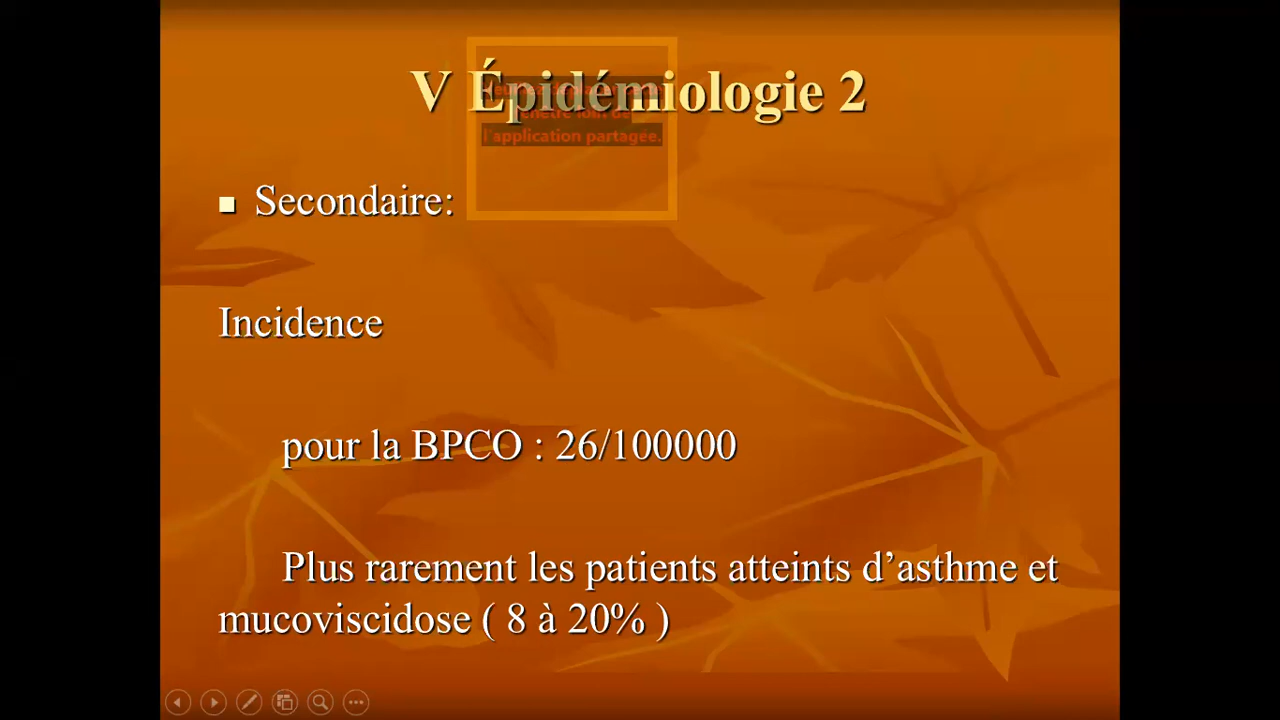 V Épidémiologie 2
l'application partagée.
Secondaire:
Incidence
pour la BPCO : 26/100000
Plus rarement les patients atteints d’asthme et
mucoviscidose ( 8 à 20% )